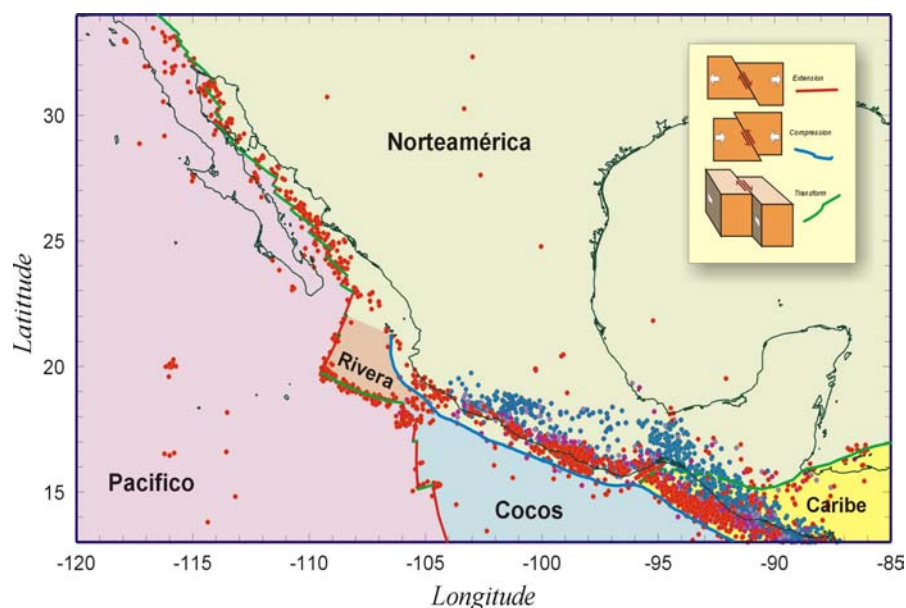 Extension
Compression
Transform
Norteamérica
Rivera
Pacifico
Cocos
Caribe
30
25
20
15
-120
-115
-110
-105
-100
-95
-90
-85
Latittude
Longitude